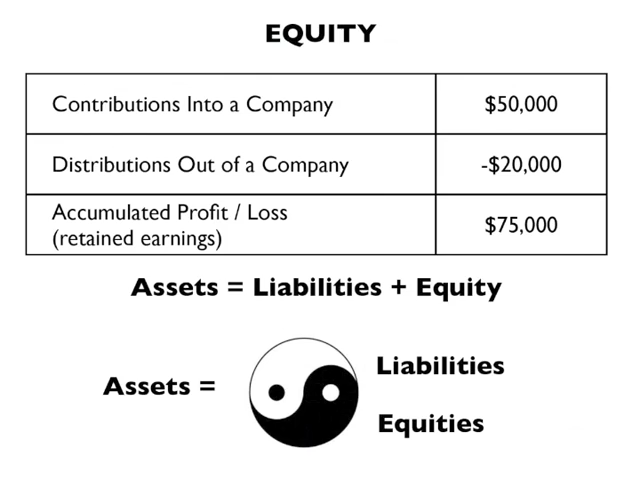 EQUITY
Contributions Into a Company $50,000
Distributions Out of a Company -$20,000
Accumulated Profit / Loss
(retained earnings) $75,000
Assets = Liabilities + Equity
Assets = Liabilities
Equities